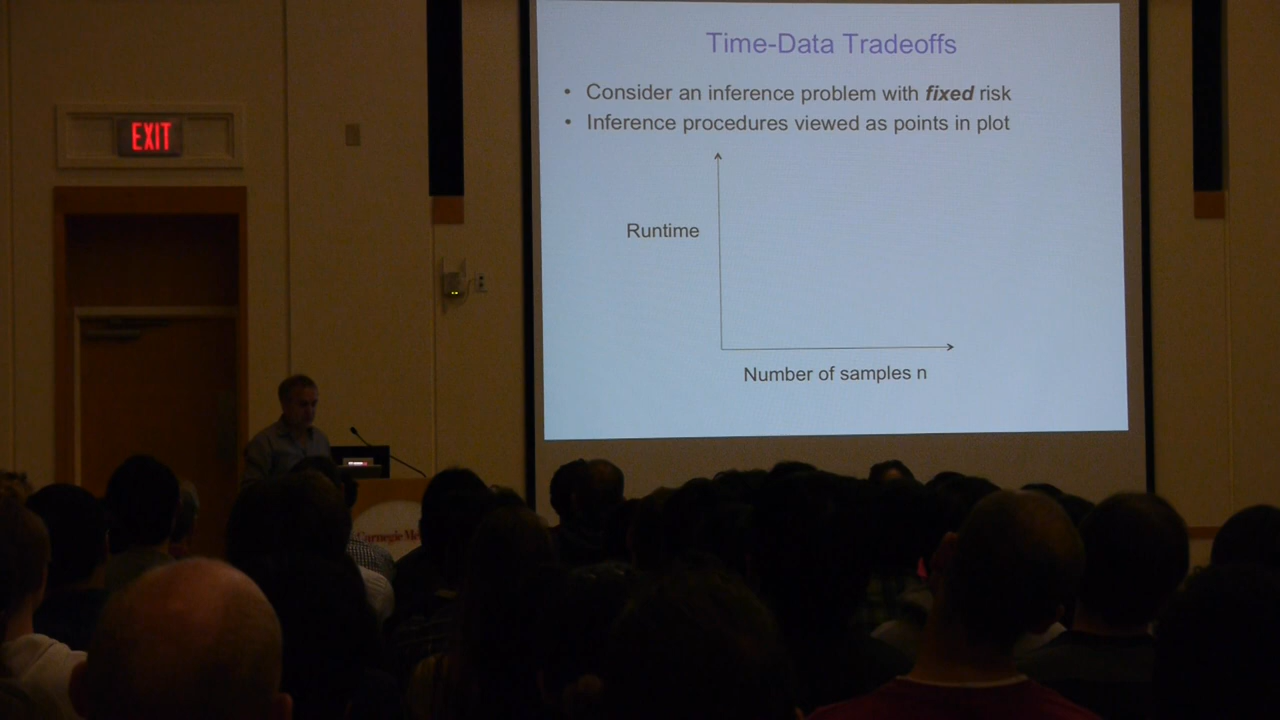 Time-Data Tradeoffs
• Consider an inference problem with fixed risk
• Inference procedures viewed as points in plot
EXIT
Runtime
Number of samples n
Carnegie